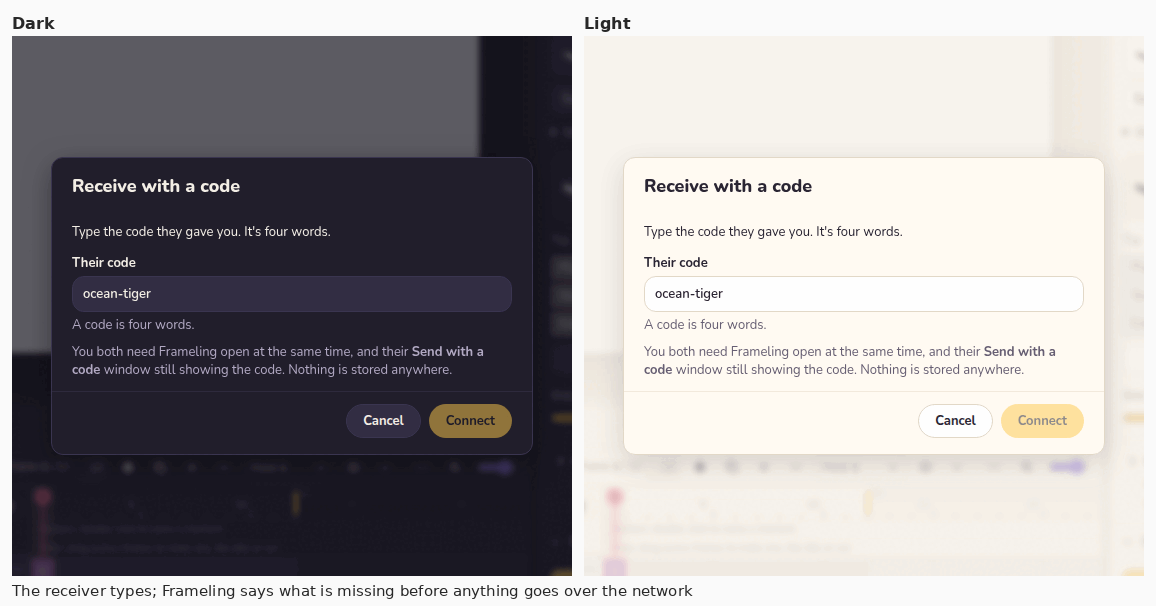 Dark
Light
Receive with a code
Type the code they gave you. It's four words.
Their code
ocean-tiger
A code is four words.
You both need Frameling open at the same time, and their Send with a
code window still showing the code. Nothing is stored anywhere.
Cancel
Connect
Receive with a code
Type the code they gave you. It's four words.
Their code
ocean-tiger
A code is four words.
You both need Frameling open at the same time, and their Send with a
code window still showing the code. Nothing is stored anywhere.
Cancel
Connect
The receiver types; Frameling says what is missing before anything goes over the network